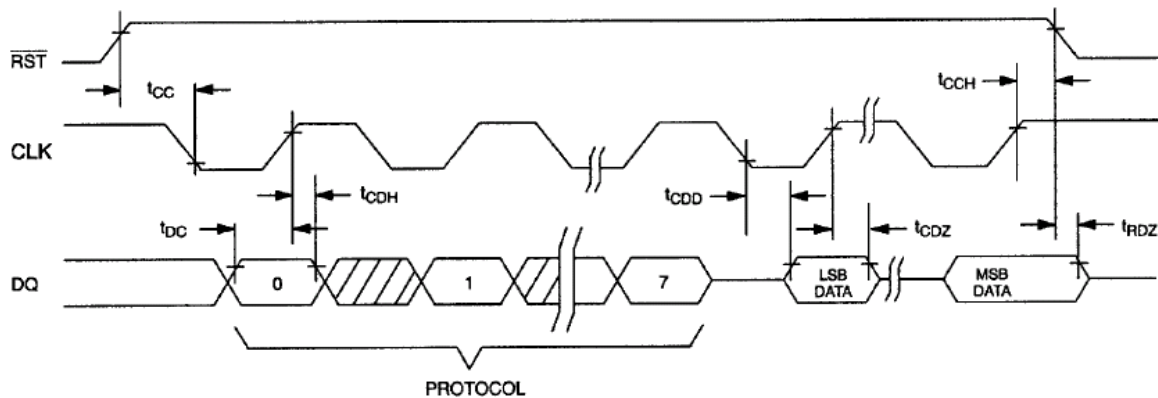 RST
tCC
tCCH
CLK
tCDH
tCDD
tDC
tCDZ
tRDZ
DQ
0
1
7
LSB
DATA
MSB
DATA
PROTOCOL